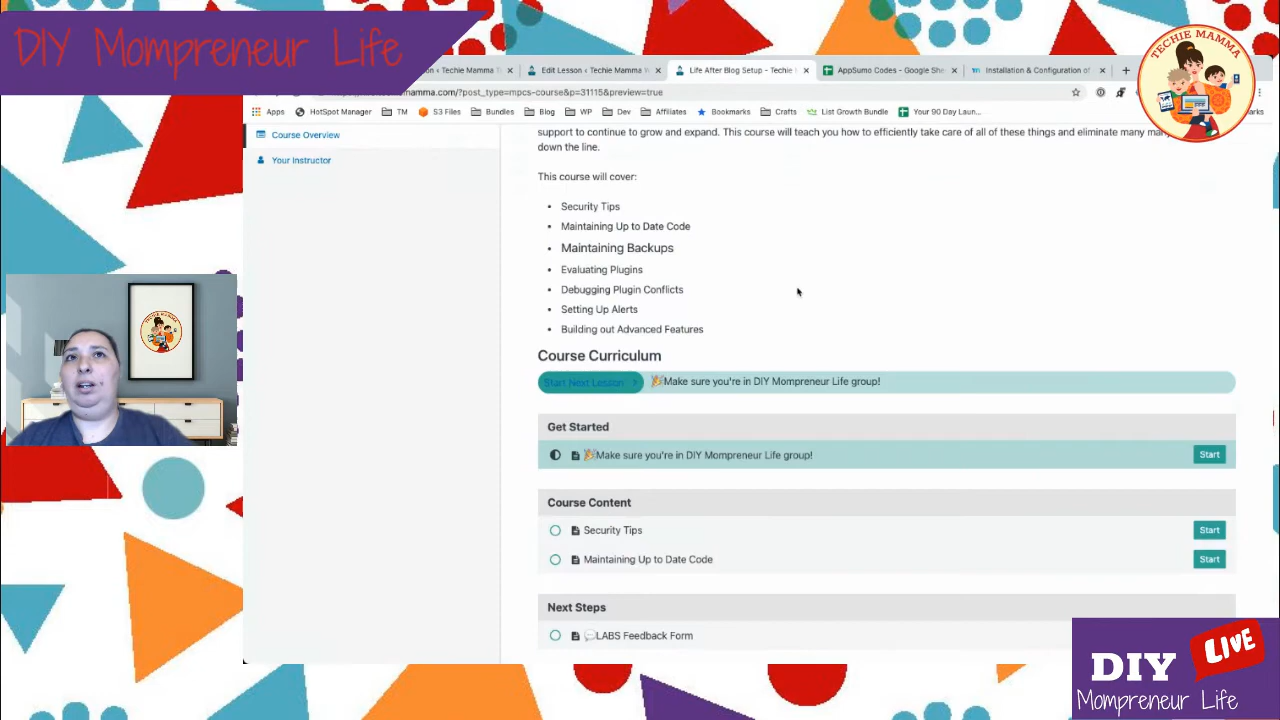 DIY Mompreneur Life
TECHIE MAMMA
n ‹ Techie Mamma T
Edit Lesson ‹ Techie Mamma W
Life After Blog Setup - Techie
AppSumo Codes - Google She
Installation & Configuration of
mamma.com/?post_type=mpcs-course&p=31115&preview=true
Apps
HotSpot Manager
TM
S3 Files
Bundles
Blog
WP
Dev
Affiliates
Bookmarks
Crafts
List Growth Bundle
Your 90 Day Laun...
Course Overview
Your Instructor
support to continue to grow and expand. This course will teach you how to efficiently take care of all of these things and eliminate many
down the line.
This course will cover:
• Security Tips
• Maintaining Up to Date Code
• Maintaining Backups
• Evaluating Plugins
• Debugging Plugin Conflicts
• Setting Up Alerts
• Building out Advanced Features
Course Curriculum
Start Next Lesson › 🎉Make sure you're in DIY Mompreneur Life group!
Get Started
🎉Make sure you're in DIY Mompreneur Life group! Start
Course Content
Security Tips Start
Maintaining Up to Date Code Start
Next Steps
💬LABS Feedback Form
TECHIE MAMMA
DIY LIVE
Mompreneur Life